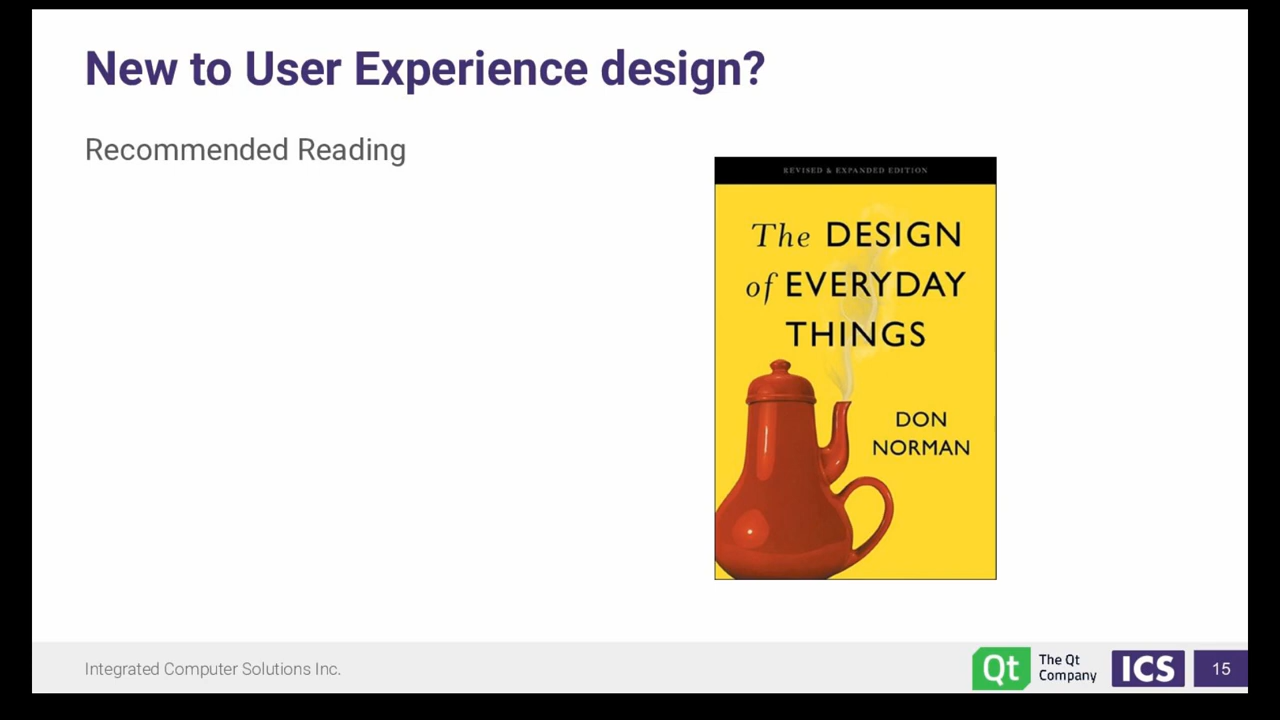 New to User Experience design?
Recommended Reading
REVISED & EXPANDED EDITION
The DESIGN
of EVERYDAY
THINGS
DON
NORMAN
Integrated Computer Solutions Inc.
Qt
The Qt
Company
ICS
15